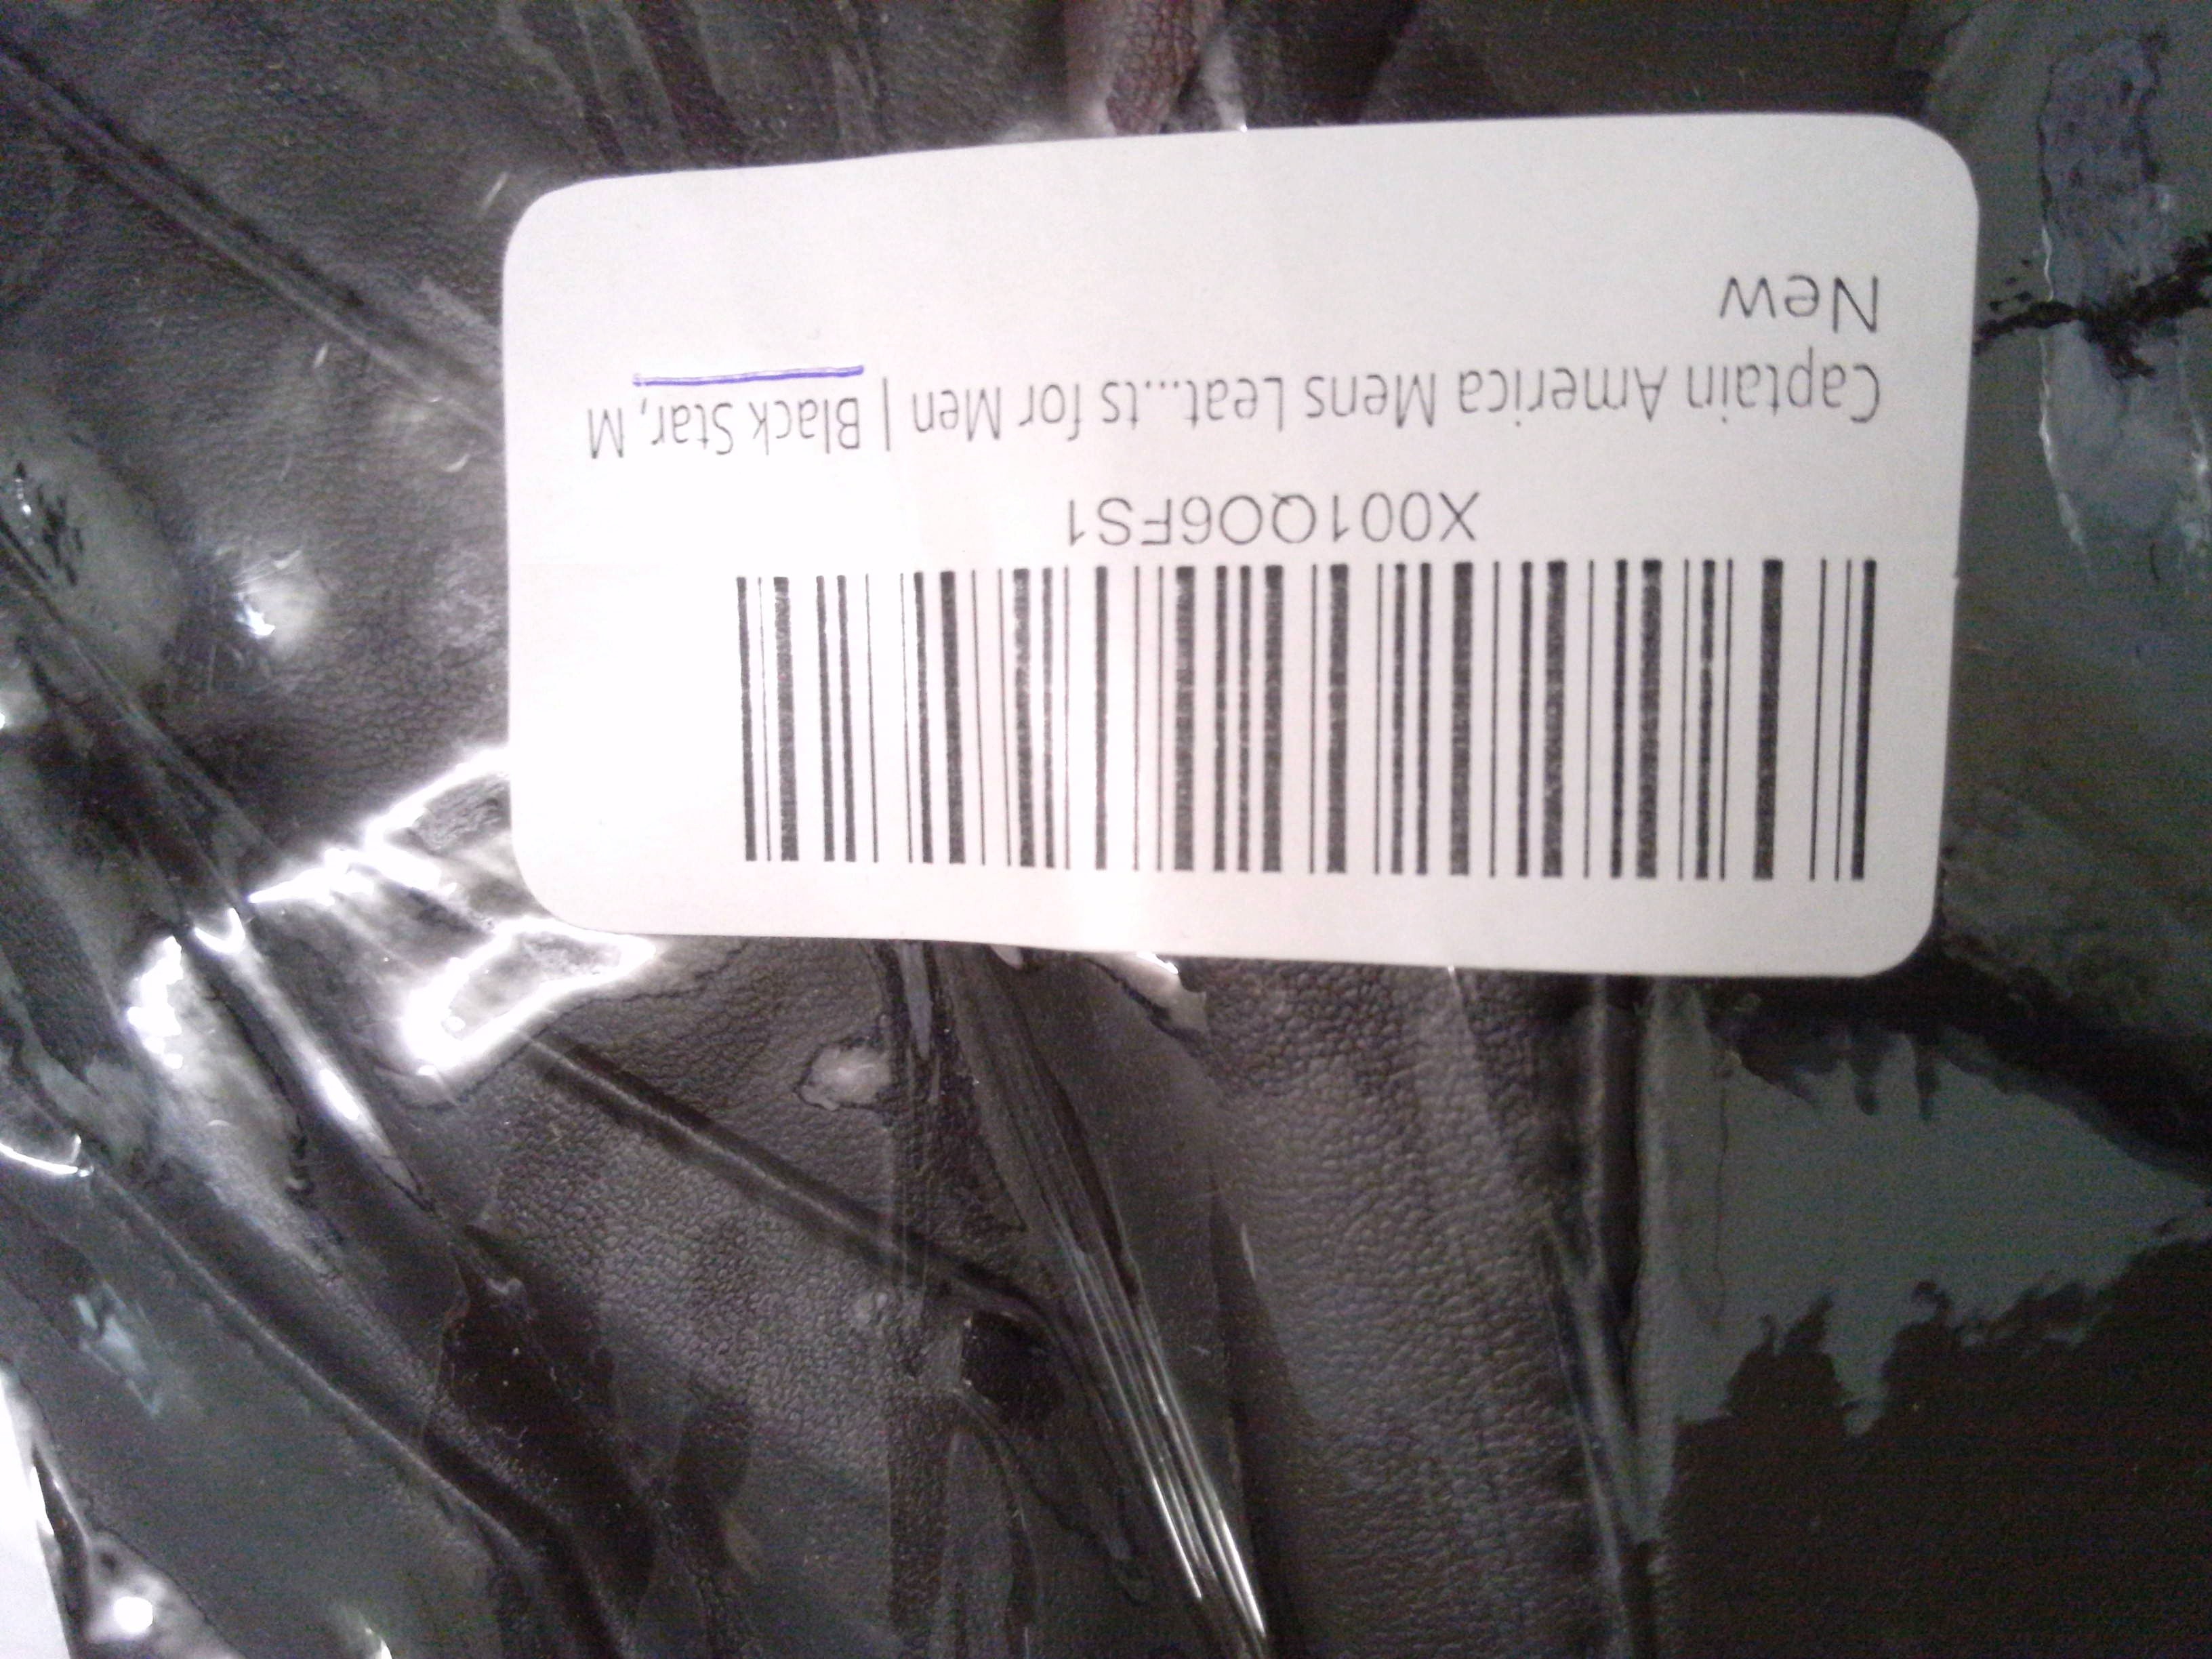 X001QO6FS1
Captain America Mens Leat...ts for Men | Black Star, M
New